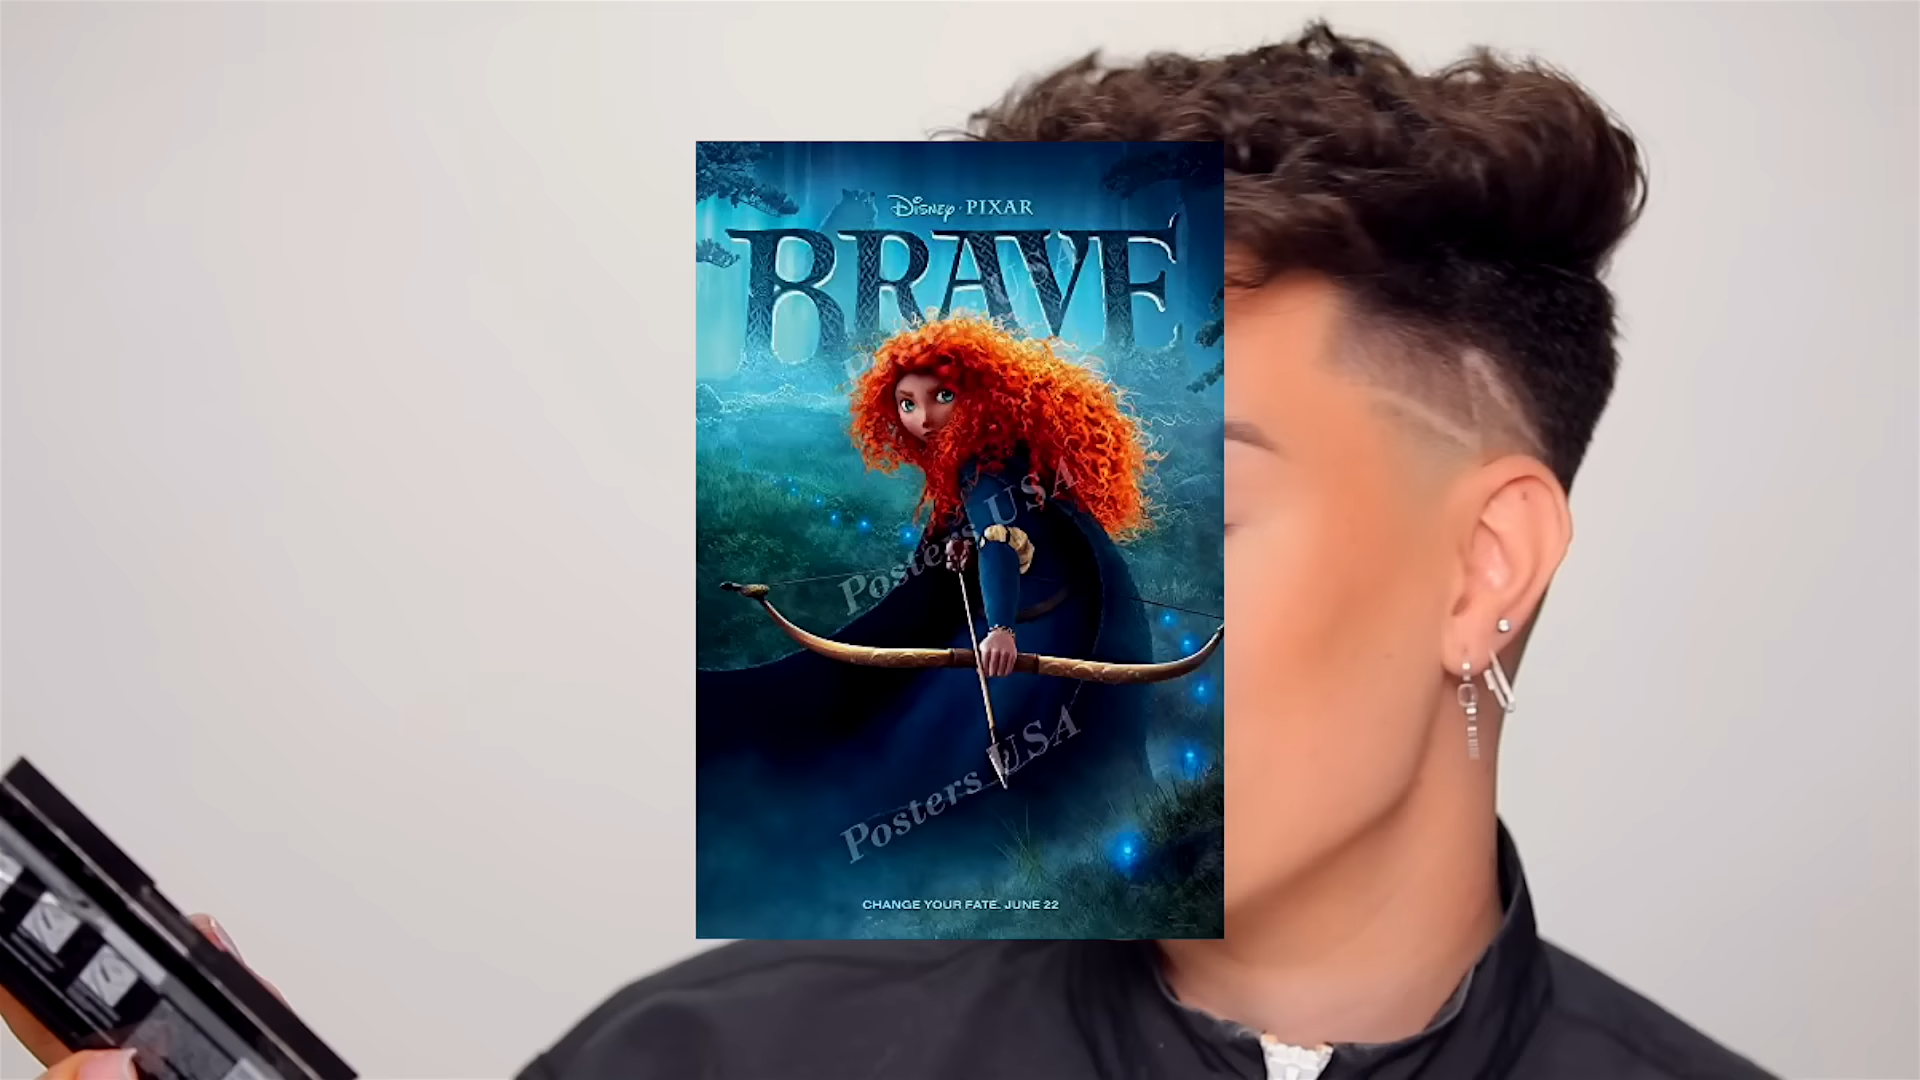 Disney · PIXAR
BRAVE
Posters USA
Posters USA
CHANGE YOUR FATE. JUNE 22